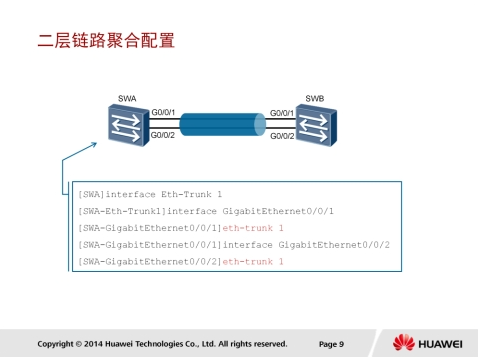 二层链路聚合配置
SWA
SWB
G0/0/1
G0/0/1
G0/0/2
G0/0/2
[SWA]interface Eth-Trunk 1
[SWA-Eth-Trunk1]interface GigabitEthernet0/0/1
[SWA-GigabitEthernet0/0/1]eth-trunk 1
[SWA-GigabitEthernet0/0/1]interface GigabitEthernet0/0/2
[SWA-GigabitEthernet0/0/2]eth-trunk 1
Copyright © 2014 Huawei Technologies Co., Ltd. All rights reserved.
Page 9
HUAWEI